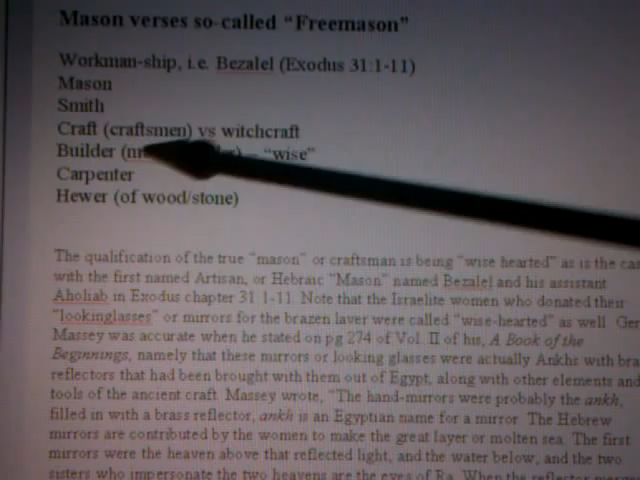 Mason verses so-called "Freemason"
Workman-ship, i.e. Bezalel (Exodus 31:1-11)
Mason
Smith
Craft (craftsmen) vs witchcraft
Builder – "wise"
Carpenter
Hewer (of wood/stone)
The qualification of the true "mason" or craftsman is being "wise hearted" as is the
with the first named Artisan, or Hebraic "Mason" named Bezalel and his assistant
Aholiab in Exodus chapter 31 1-11. Note that the Israelite women who donated their
"lookinglasses" or mirrors for the brazen laver were called "wise-hearted" as well
Massey was accurate when he stated on pg 274 of Vol. II of his, A Book of the
Beginnings, namely that these mirrors or looking glasses were actually Ankhs with
reflectors that had been brought with them out of Egypt, along with other elements
tools of the ancient craft. Massey wrote, "The hand-mirrors were probably the ankh,
filled in with a brass reflector, ankh is an Egyptian name for a mirror. The Hebrew
mirrors are contributed by the women to make the great layer or molten sea. The first
mirrors were the heaven above that reflected light, and the water below, and the two
sisters who impersonate the two heavens are the eyes of Ra. When the reflector